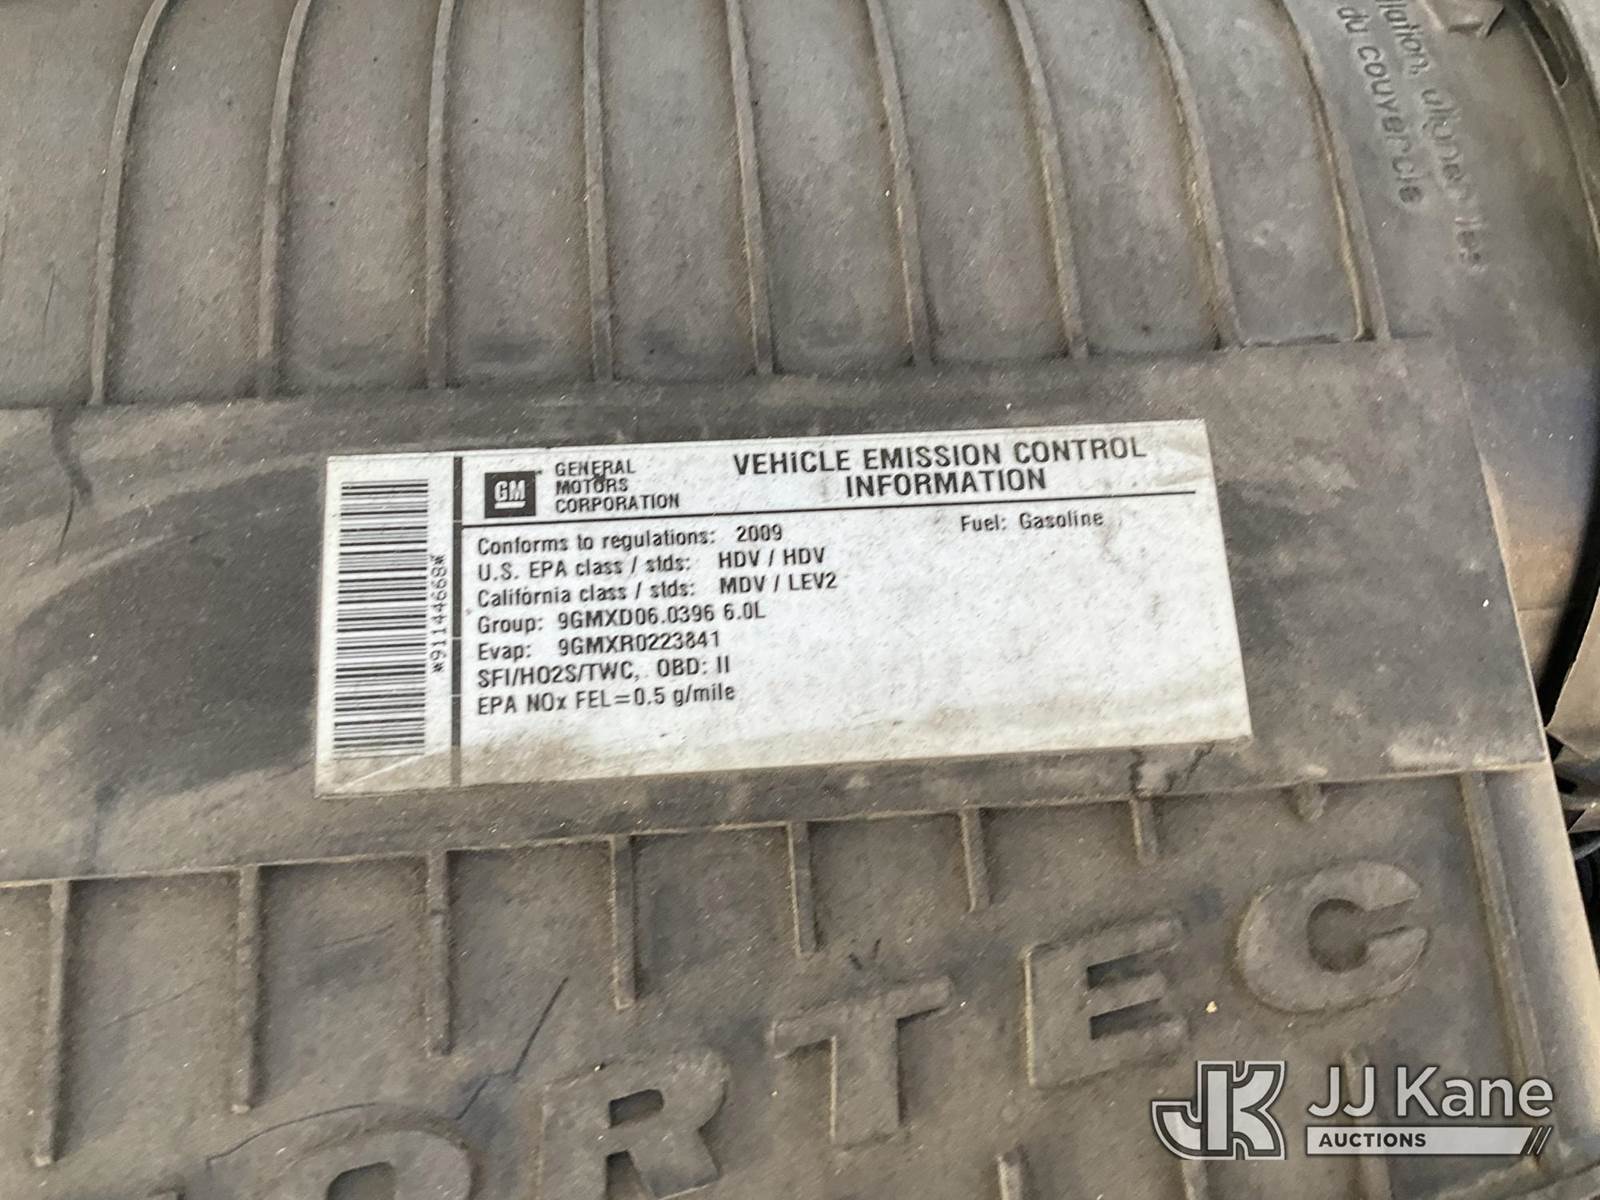 du couvercle
GM
GENERAL
MOTORS
CORPORATION
VEHICLE EMISSION CONTROL
INFORMATION
Conforms to regulations: 2009
Fuel: Gasoline
U.S. EPA class / stds: HDV / HDV
California class / stds: MDV / LEV2
Group: 9GMXD06.0396 6.0L
Evap: 9GMXR0223841
SFI/HO2S/TWC, OBD: II
EPA NOx FEL=0.5 g/mile
*91144668*
ORTEC
JK
JJ Kane
AUCTIONS